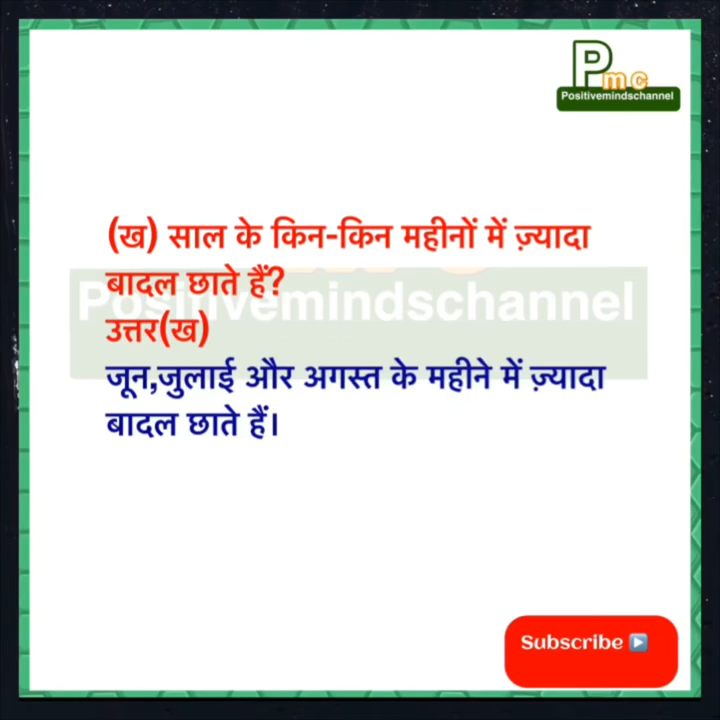 Pmc
Positivemindschannel
(ख) साल के किन-किन महीनों में ज़्यादा
बादल छाते हैं?
Positivemindschannel
उत्तर(ख)
जून,जुलाई और अगस्त के महीने में ज़्यादा
बादल छाते हैं।
Subscribe ▶